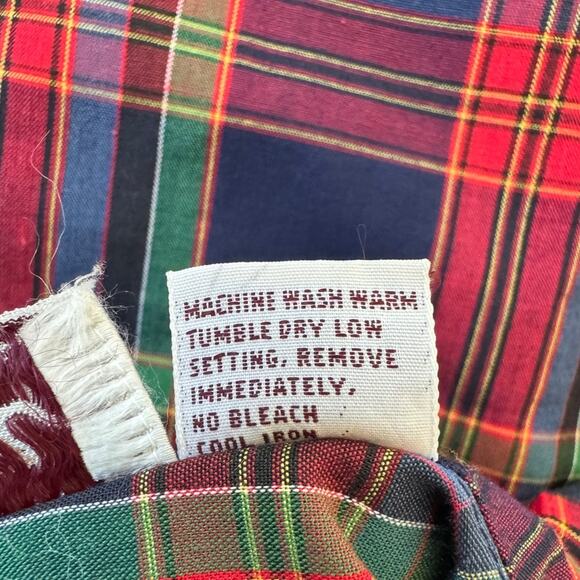 MACHINE WASH WARM
TUMBLE DRY LOW
SETTING, REMOVE
IMMEDIATELY,
NO BLEACH
COOL IRON